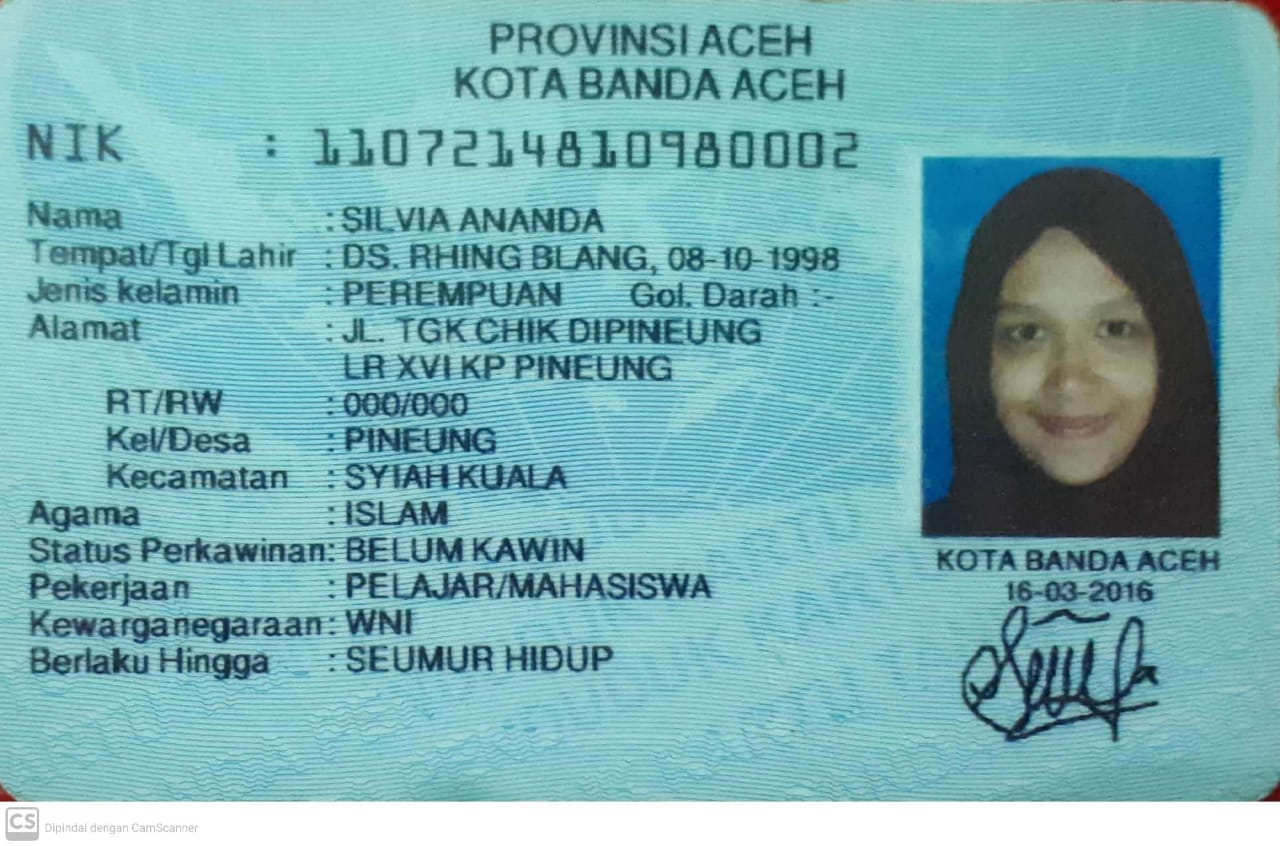 PROVINSI ACEH
KOTA BANDA ACEH
NIK : 1107214810980002
Nama : SILVIA ANANDA
Tempat/Tgl Lahir : DS. RHING BLANG, 08-10-1998
Jenis kelamin : PEREMPUAN Gol. Darah :-
Alamat : JL. TGK CHIK DIPINEUNG
LR XVI KP PINEUNG
RT/RW : 000/000
Kel/Desa : PINEUNG
Kecamatan : SYIAH KUALA
Agama : ISLAM
Status Perkawinan: BELUM KAWIN
Pekerjaan : PELAJAR/MAHASISWA
Kewarganegaraan: WNI
Berlaku Hingga : SEUMUR HIDUP
KOTA BANDA ACEH
16-03-2016
CS Dipindai dengan CamScanner